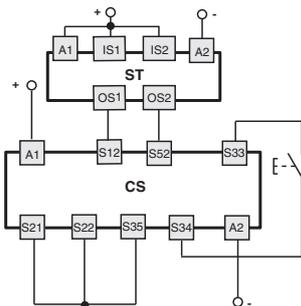 + -
A1 IS1 IS2 A2
ST
OS1 OS2
+
A1 S12 S52 S33
CS
S21 S22 S35 S34 A2
-